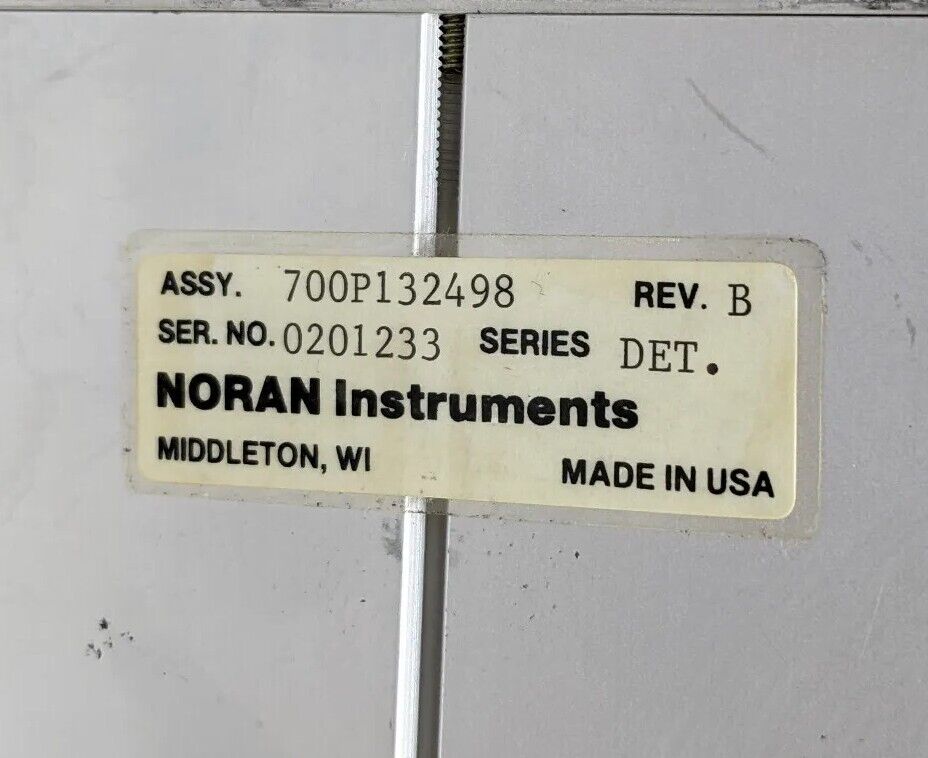 ASSY. 700P132498 REV. B
SER. NO. 0201233 SERIES DET.
NORAN Instruments
MIDDLETON, WI MADE IN USA